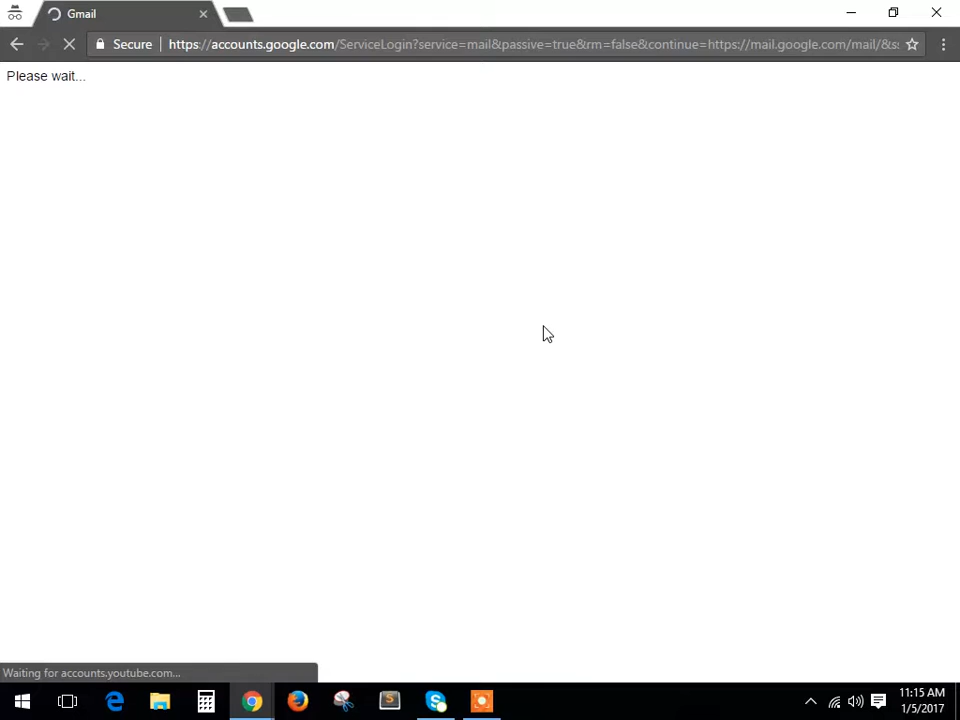 Gmail
Secure
https://accounts.google.com/ServiceLogin?service=mail&passive=true&rm=false&continue=https://mail.google.com/mail/&s
Please wait...
Waiting for accounts.youtube.com...
11:15 AM
1/5/2017